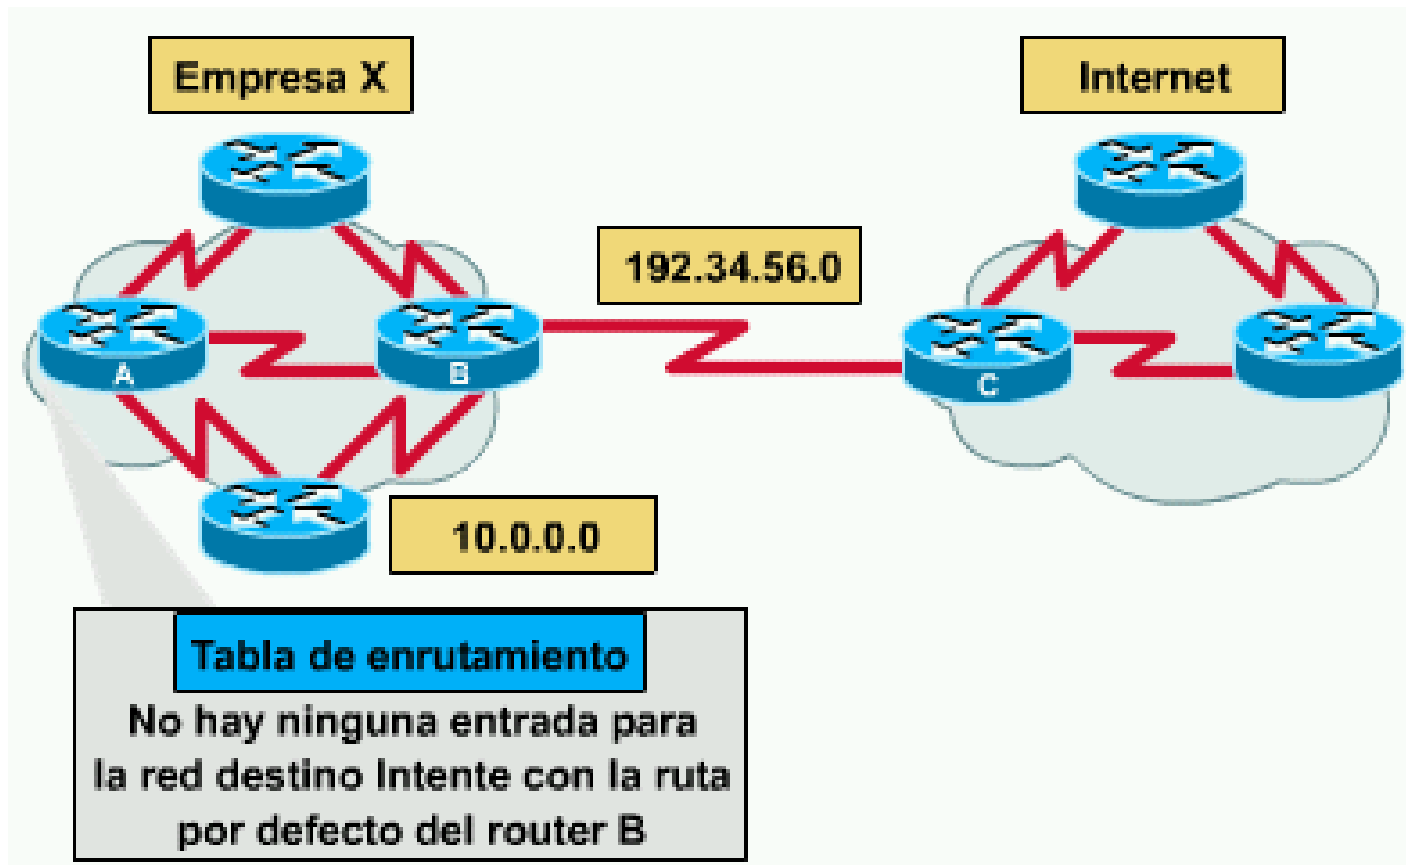 Empresa X
Internet
192.34.56.0
A
B
C
10.0.0.0
Tabla de enrutamiento
No hay ninguna entrada para
la red destino Intente con la ruta
por defecto del router B